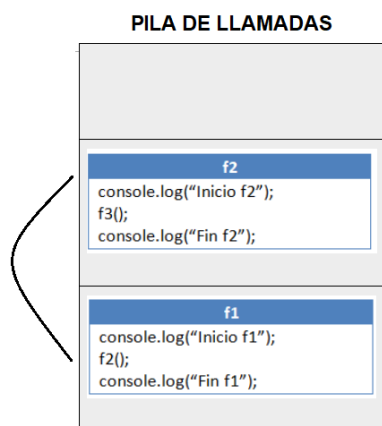 PILA DE LLAMADAS
f2
console.log(“Inicio f2”);
f3();
console.log(“Fin f2”);
f1
console.log(“Inicio f1”);
f2();
console.log(“Fin f1”);